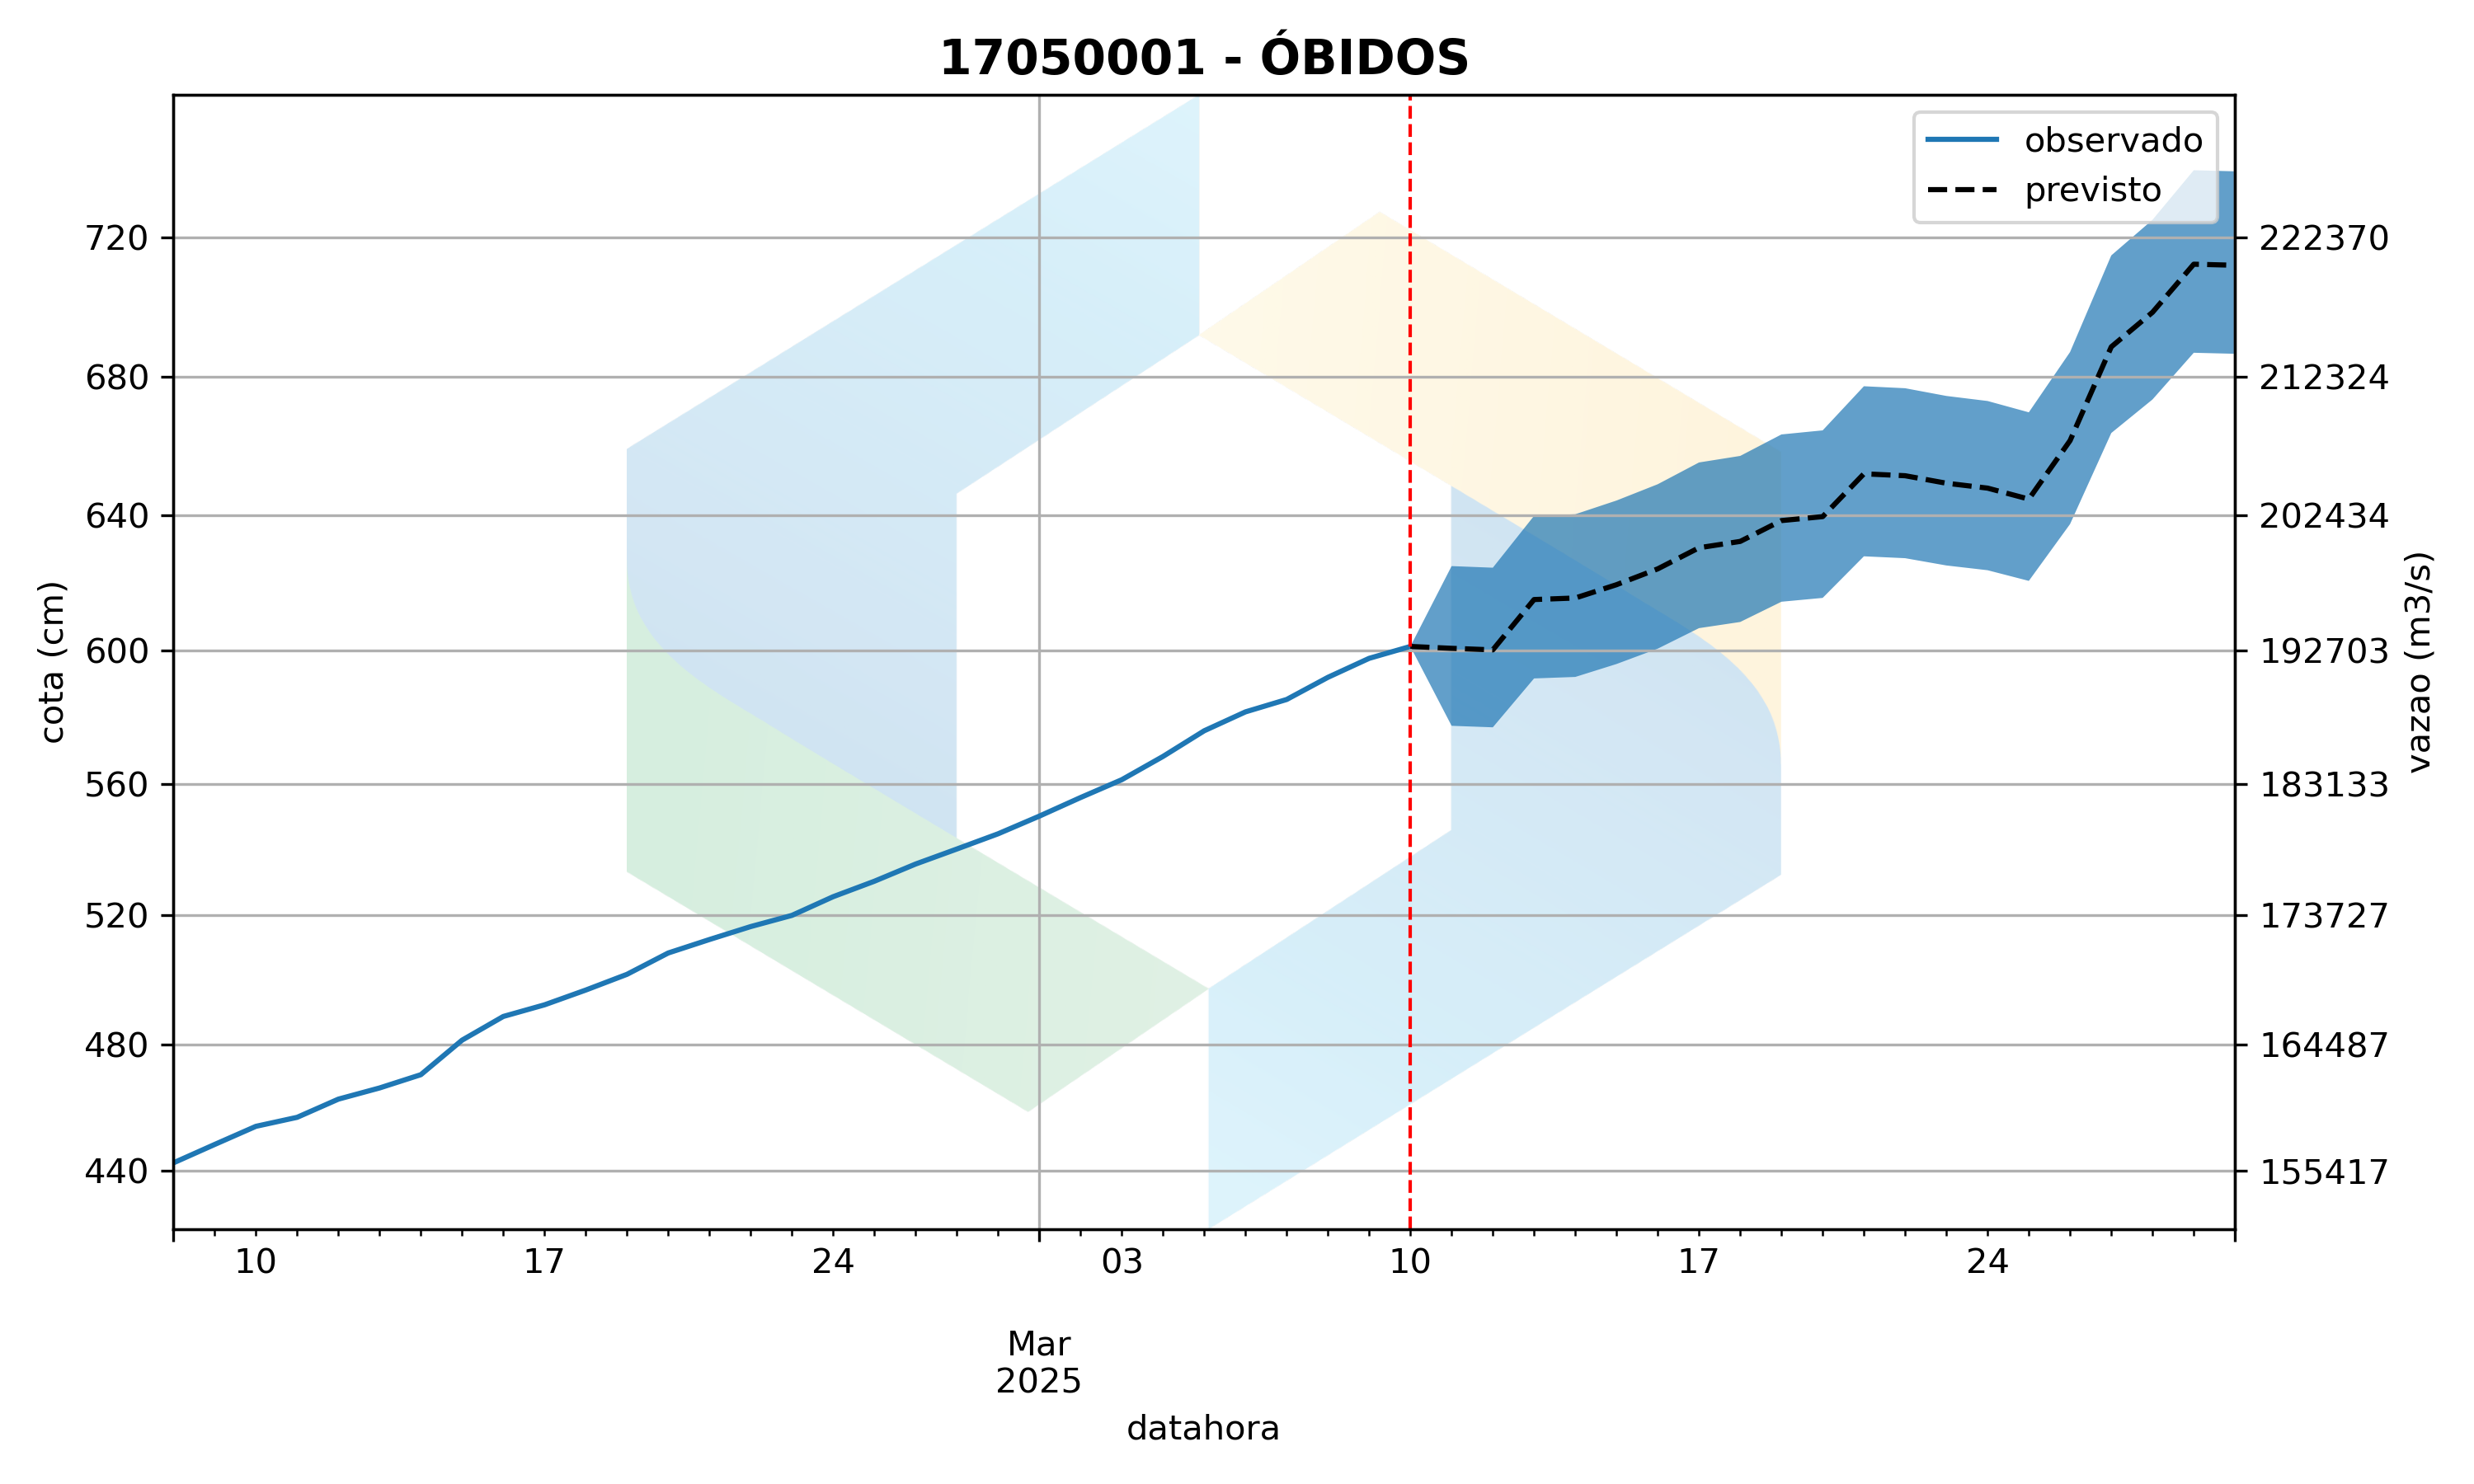 17050001 - ÓBIDOS
observado
previsto
720
680
640
600
560
520
480
440
cota (cm)
222370
212324
202434
192703
183133
173727
164487
155417
vazao (m3/s)
10 17 24 03 10 17 24
Mar
2025
datahora